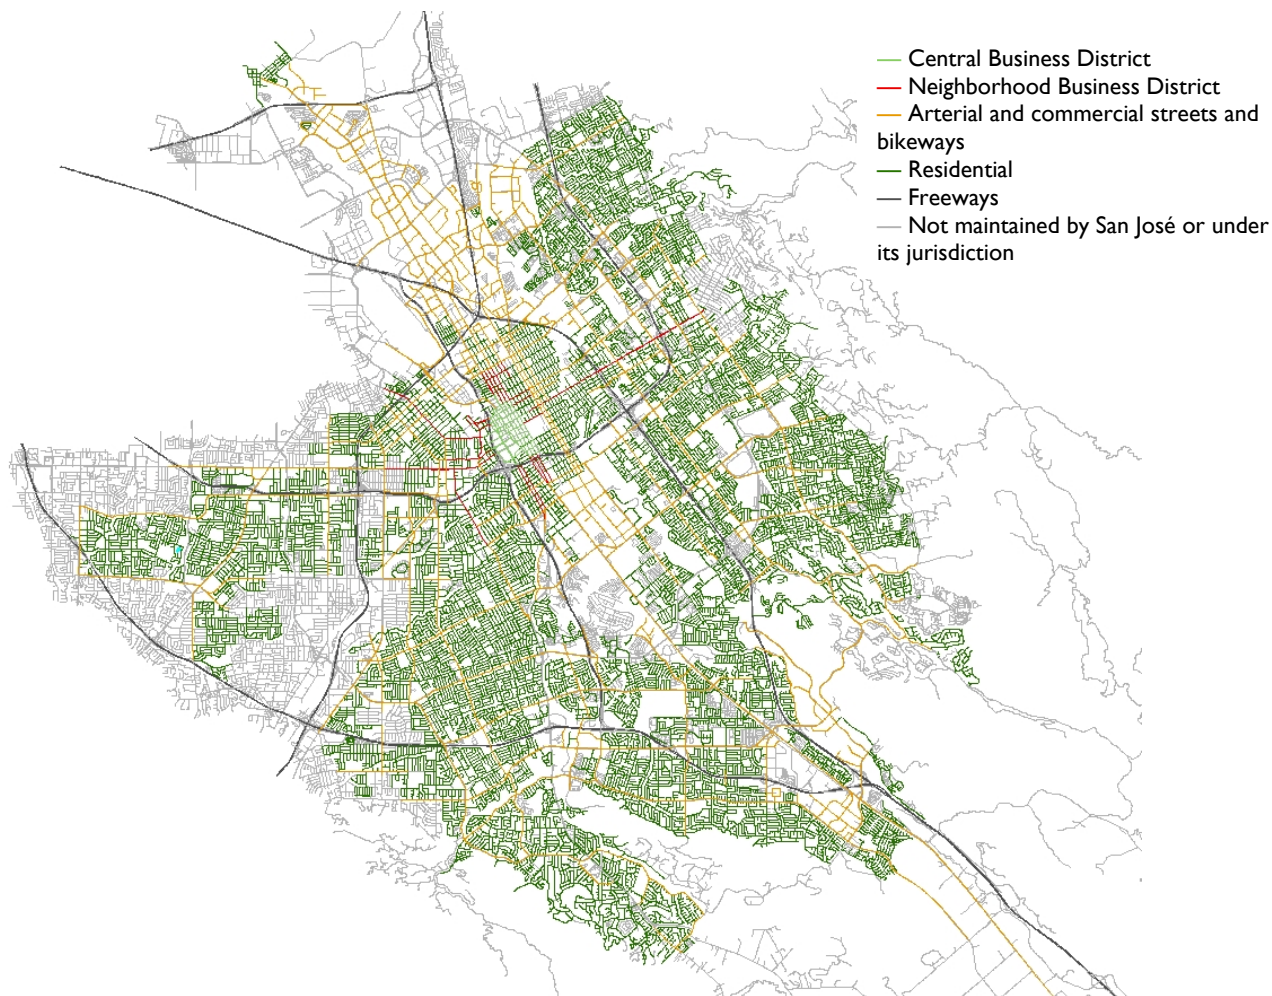 Central Business District
Neighborhood Business District
Arterial and commercial streets and
bikeways
Residential
Freeways
Not maintained by San José or under
its jurisdiction